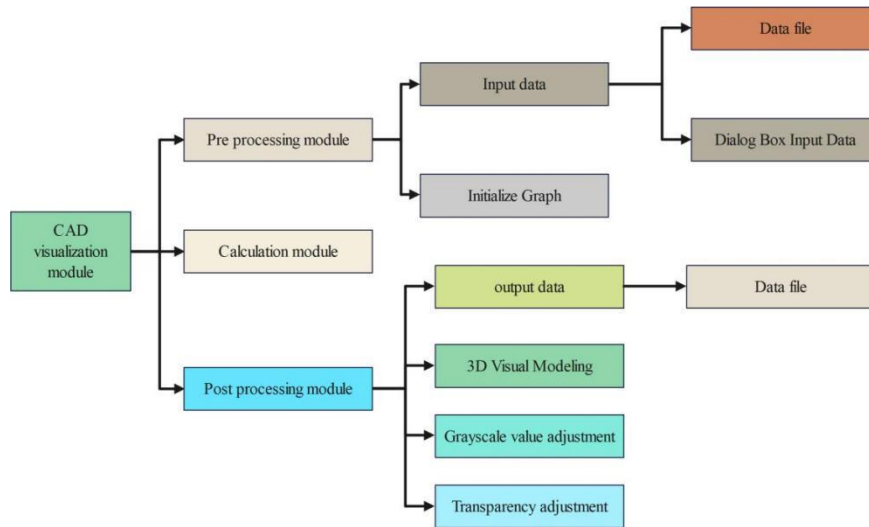 Data file
Input data
Pre processing module
Dialog Box Input Data
Initialize Graph
CAD
visualization
module
Calculation module
output data
Data file
3D Visual Modeling
Post processing module
Grayscale value adjustment
Transparency adjustment